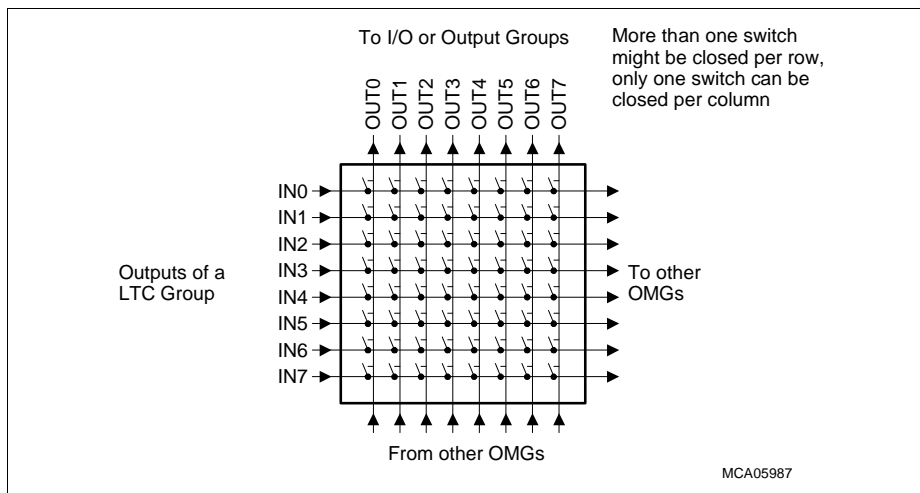 To I/O or Output Groups
More than one switch
might be closed per row,
only one switch can be
closed per column
OUT0
OUT1
OUT2
OUT3
OUT4
OUT5
OUT6
OUT7
IN0
IN1
IN2
IN3
IN4
IN5
IN6
IN7
Outputs of a
LTC Group
To other
OMGs
From other OMGs
MCA05987